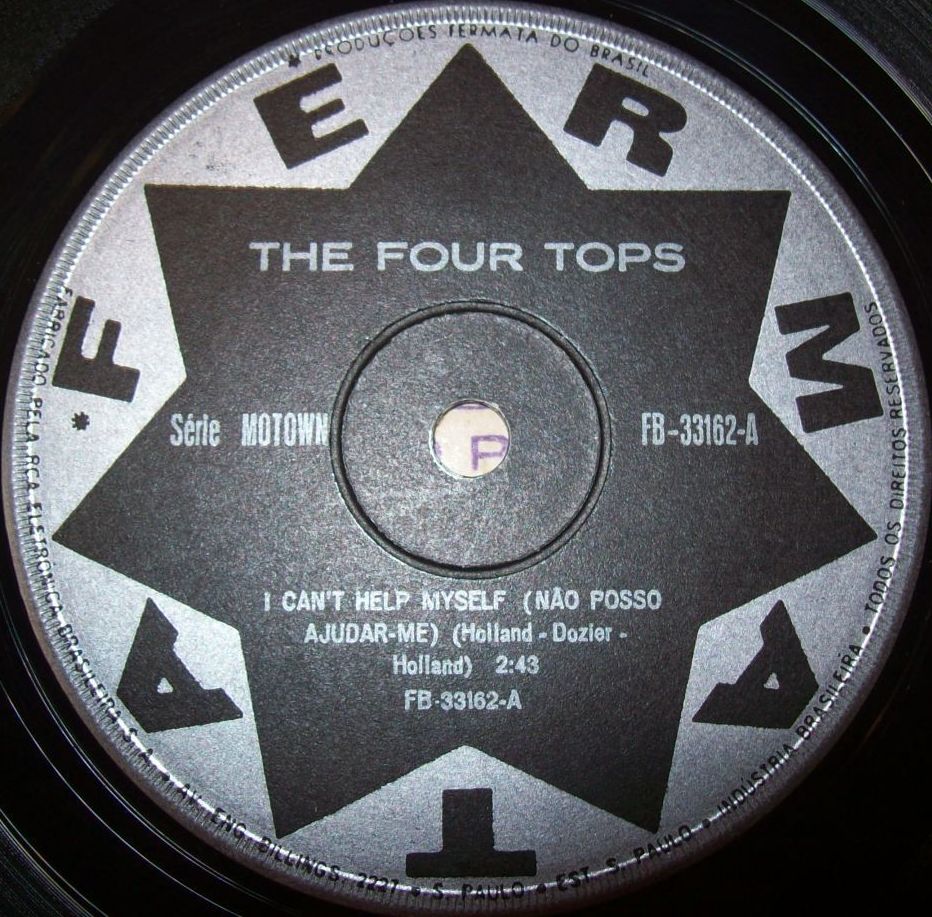 * PRODUÇÕES FERMATA DO BRASIL
FERMATA
THE FOUR TOPS
Série MOTOWN
FB-33162-A
I CAN'T HELP MYSELF (NÃO POSSO
AJUDAR-ME) (Holland - Dozier -
Holland) 2:43
FB-33162-A
* FABRICADO PELA RCA ELETRONICA BRASILEIRA S. A. • AV. ENG. BILLINGS, 2227 • S. PAULO • EST. S. PAULO • INDÚSTRIA BRASILEIRA • TODOS OS DIREITOS RESERVADOS
P